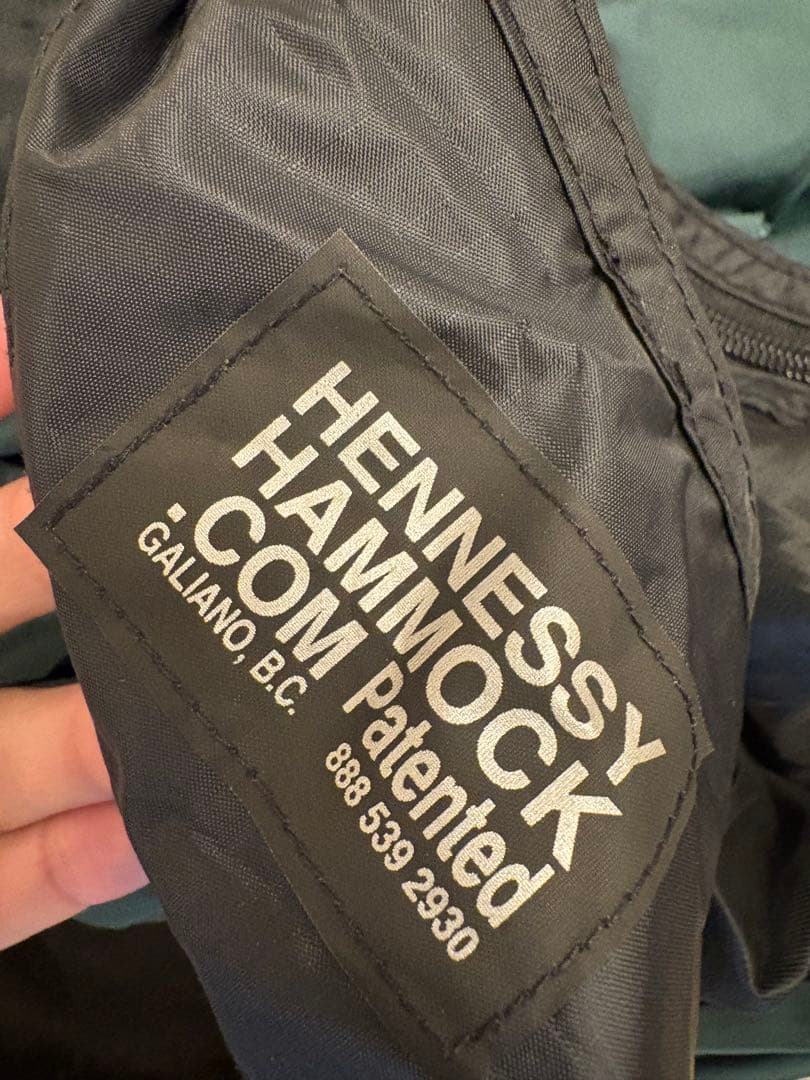 HENNESSY
HAMMOCK
.COM Patented
GALIANO, B.C. 888 539 2930